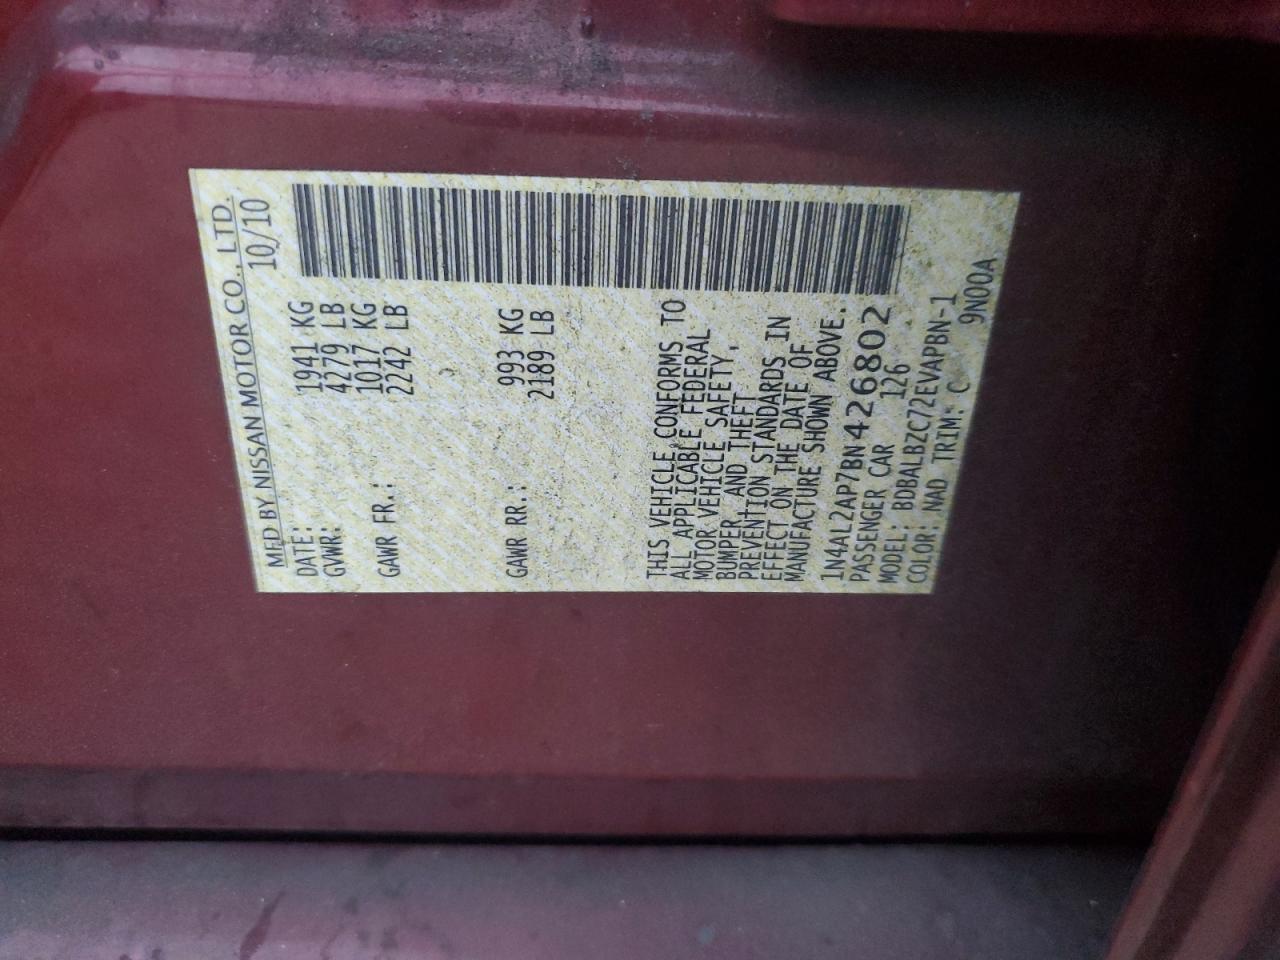 MFD BY NISSAN MOTOR CO., LTD.
DATE: 10/10
GVWR: 1941 KG
4279 LB
GAWR FR.: 1017 KG
2242 LB
GAWR RR.: 993 KG
2189 LB
THIS VEHICLE CONFORMS TO
ALL APPLICABLE FEDERAL
MOTOR VEHICLE SAFETY,
BUMPER, AND THEFT
PREVENTION STANDARDS IN
EFFECT ON THE DATE OF
MANUFACTURE SHOWN ABOVE.
1N4AL2AP7BN426802
PASSENGER CAR 126
MODEL: BDBALBZC72EVAPBN-1
COLOR: NAD TRIM: C 9N00A